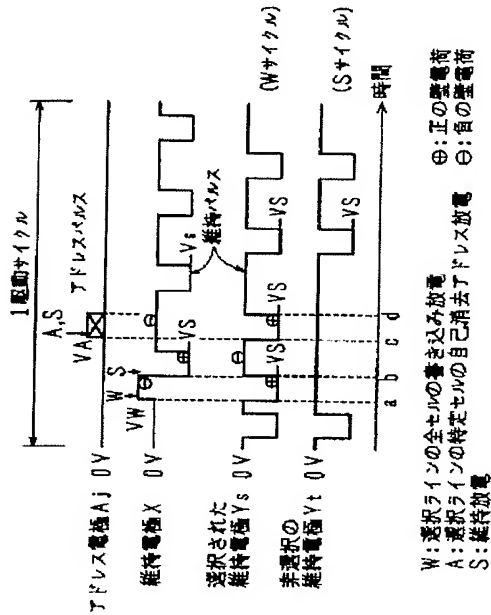 1駆動サイクル
A,S
VA
アドレスパルス
アドレス電極Aj 0V
W
S
VW
Vs
維持電極X 0V
維持パルス
VS
選択された
維持電極Ys 0V
VS
VS
VS
(Wサイクル)
非選択の
維持電極Yt 0V
VS
(Sサイクル)
a
b
c
d
時間
W:選択ラインの全セルの書き込み放電
A:選択ラインの特定セルの自己消去アドレス放電
S:維持放電
⊕:正の壁電荷
⊖:負の壁電荷